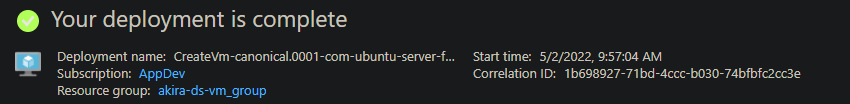 Your deployment is complete
Deployment name: CreateVm-canonical.0001-com-ubuntu-server-f...
Subscription: AppDev
Resource group: akira-ds-vm_group
Start time: 5/2/2022, 9:57:04 AM
Correlation ID: 1b698927-71bd-4ccc-b030-74bfbfc2cc3e